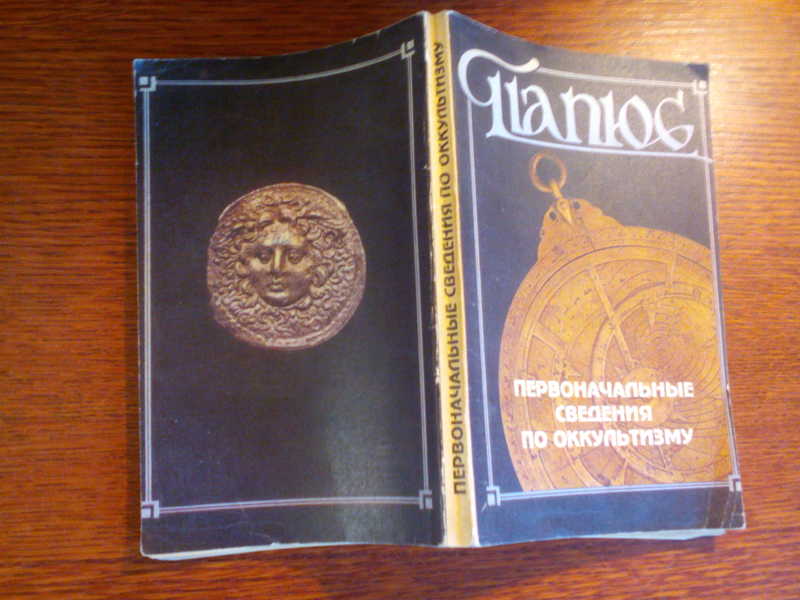 Папюс
ПЕРВОНАЧАЛЬНЫЕ
СВЕДЕНИЯ
ПО ОККУЛЬТИЗМУ
ПЕРВОНАЧАЛЬНЫЕ СВЕДЕНИЯ ПО ОККУЛЬТИЗМУ